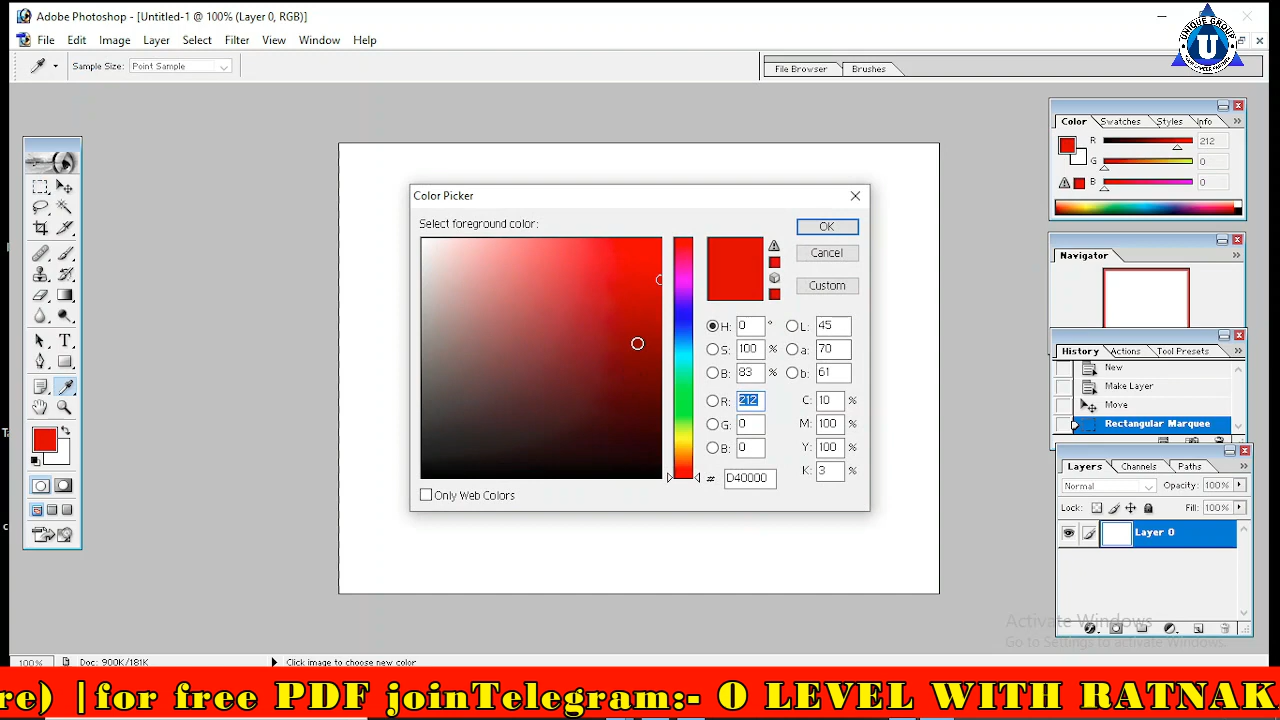 Adobe Photoshop - [Untitled-1 @ 100% (Layer 0, RGB)]
File Edit Image Layer Select Filter View Window Help
UNIQUE GROUP
U
Sample Size: Point Sample
File Browser Brushes
Color Swatches Styles Info
R 212
G 0
B 0
Color Picker
Select foreground color:
OK
Cancel
Custom
H: 0 °
S: 100 %
B: 83 %
R: 212
G: 0
B: 0
# D40000
L: 45
a: 70
b: 61
C: 10 %
M: 100 %
Y: 100 %
K: 3 %
Only Web Colors
Navigator
History Actions Tool Presets
New
Make Layer
Move
Rectangular Marquee
Layers Channels Paths
Normal Opacity: 100%
Lock: Fill: 100%
Layer 0
Activate Windows
Go to Settings to activate Windows.
100% Doc: 900K/181K Click image to choose new color
re) |for free PDF joinTelegram:- O LEVEL WITH RATNAK